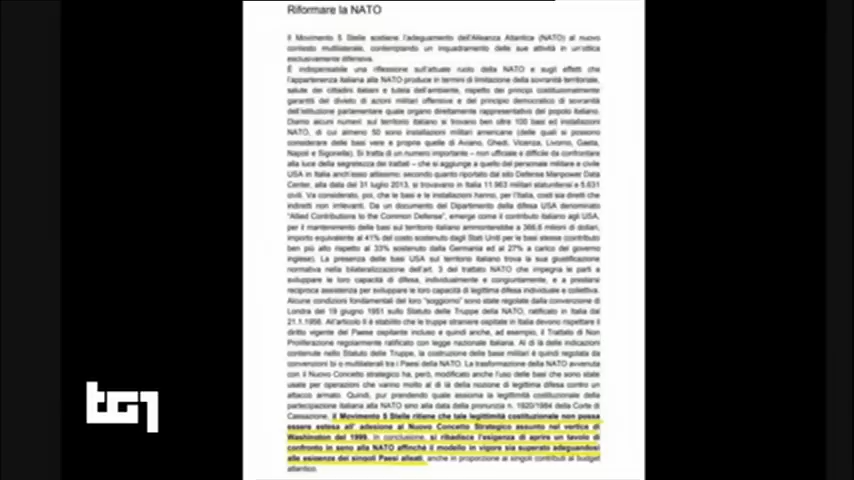 Riformare la NATO
Il Movimento 5 Stelle sostiene l'adeguamento dell'Alleanza Atlantica (NATO) al nuovo
contesto multilaterale, contemplando un inquadramento delle sue attività in un'ottica
esclusivamente difensiva.
È indispensabile una riflessione sull'attuale ruolo della NATO e sugli effetti che
l'appartenenza italiana alla NATO produce in termini di limitazione della sovranità territoriale,
salute dei cittadini italiani e tutela dell'ambiente, rispetto dei principi costituzionalmente
garantiti del divieto di azioni militari offensive e del principio democratico di sovranità
dell'istituzione parlamentare quale organo direttamente rappresentativo del popolo italiano.
Diamo alcuni numeri: sul territorio italiano si trovano ben oltre 100 basi ed installazioni
NATO, di cui almeno 50 sono installazioni militari americane (delle quali si possono
considerare delle basi vere e proprie quelle di Aviano, Ghedi, Vicenza, Livorno, Gaeta,
Napoli e Sigonella). Si tratta di un numero importante – non ufficiale e difficile da confrontare
alla luce della segretezza dei trattati – che si aggiunge a quello del personale militare e civile
USA in Italia anch'esso altissimo: secondo quanto riportato dal sito Defense Manpower Data
Center, alla data del 31 luglio 2013, si trovavano in Italia 11.963 militari statunitensi e 5.631
civili. Va considerato, poi, che le basi e le installazioni hanno, per l'Italia, costi sia diretti che
indiretti non irrilevanti. Da un documento del Dipartimento della difesa USA denominato
"Allied Contributions to the Common Defense", emerge come il contributo italiano agli USA,
per il mantenimento delle basi sul territorio italiano ammonterebbe a 366,6 milioni di dollari,
importo equivalente al 41% del costo sostenuto dagli Stati Uniti per le basi stesse (contributo
ben più alto rispetto al 33% sostenuto dalla Germania ed al 27% a carico del governo
inglese). La presenza delle basi USA sul territorio italiano trova la sua giustificazione
normativa nella bilateralizzazione dell'art. 3 del trattato NATO che impegna le parti a
sviluppare le loro capacità di difesa, individualmente e congiuntamente, e a prestarsi
reciproca assistenza per sviluppare le loro capacità di legittima difesa individuale e collettiva.
Alcune condizioni fondamentali del loro "soggiorno" sono state regolate dalla convenzione di
Londra del 19 giugno 1951 sullo Statuto delle Truppe della NATO, ratificato in Italia dal
21.1.1956. All'articolo II è stabilito che le truppe straniere ospitate in Italia devono rispettare il
diritto vigente del Paese ospitante incluso e quindi anche, ad esempio, il Trattato di Non
Proliferazione regolarmente ratificato con legge nazionale italiana. Al di là delle indicazioni
contenute nello Statuto delle Truppe, la costruzione delle base militari è quindi regolata da
convenzioni bi o multilaterali tra i Paesi della NATO. La trasformazione della NATO avvenuta
con il Nuovo Concetto strategico ha, però, modificato anche l'uso delle basi che sono state
usate per operazioni che vanno molto al di là della nozione di legittima difesa contro un
attacco armato. Quindi, pur prendendo quale assioma la legittimità costituzionale della
partecipazione italiana alla NATO sino alla data della pronuncia n. 1920/1984 della Corte di
Cassazione, il Movimento 5 Stelle ritiene che tale legittimità costituzionale non possa
essere estesa all' adesione al Nuovo Concetto Strategico assunto nel vertice di
Washington del 1999. In conclusione, si ribadisce l'esigenza di aprire un tavolo di
confronto in seno alla NATO affinché il modello in vigore sia superato adeguandosi
alle esigenze dei singoli Paesi alleati, anche in proporzione ai singoli contributi al budget
atlantico.
TG1